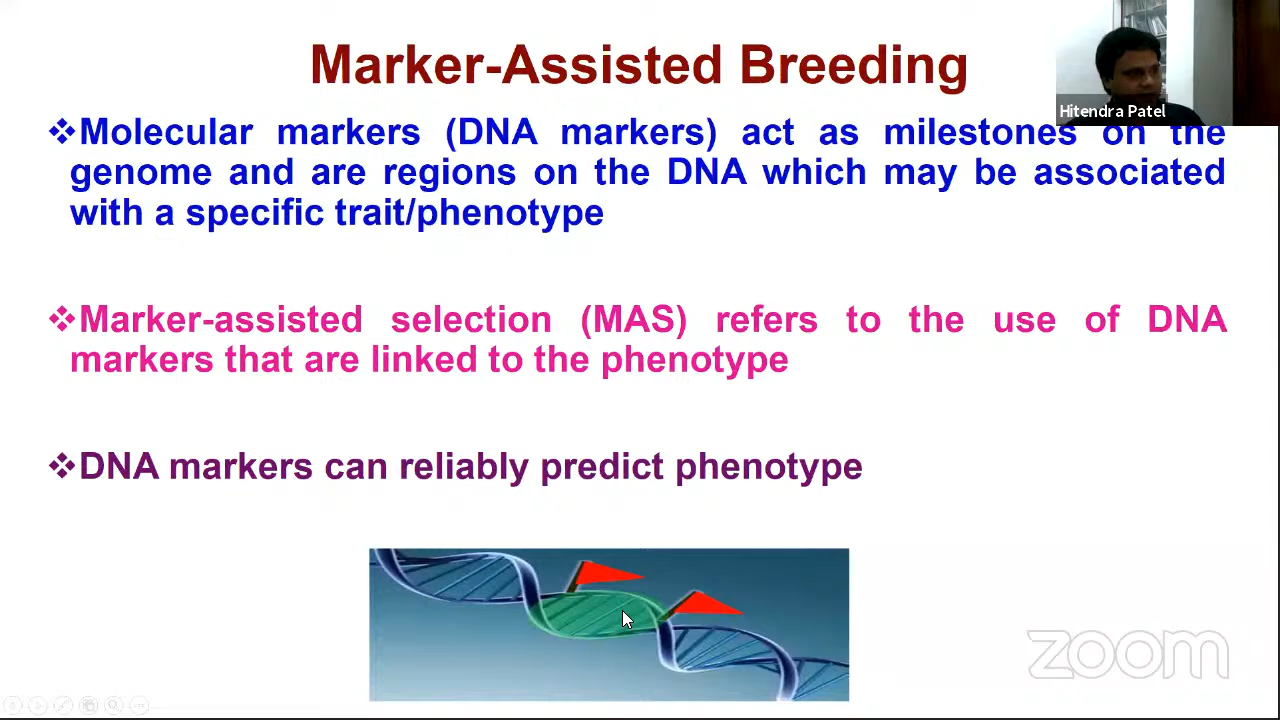 Marker-Assisted Breeding
Hitendra Patel
❖Molecular markers (DNA markers) act as milestones on the
genome and are regions on the DNA which may be associated
with a specific trait/phenotype
❖Marker-assisted selection (MAS) refers to the use of DNA
markers that are linked to the phenotype
❖DNA markers can reliably predict phenotype
zoom